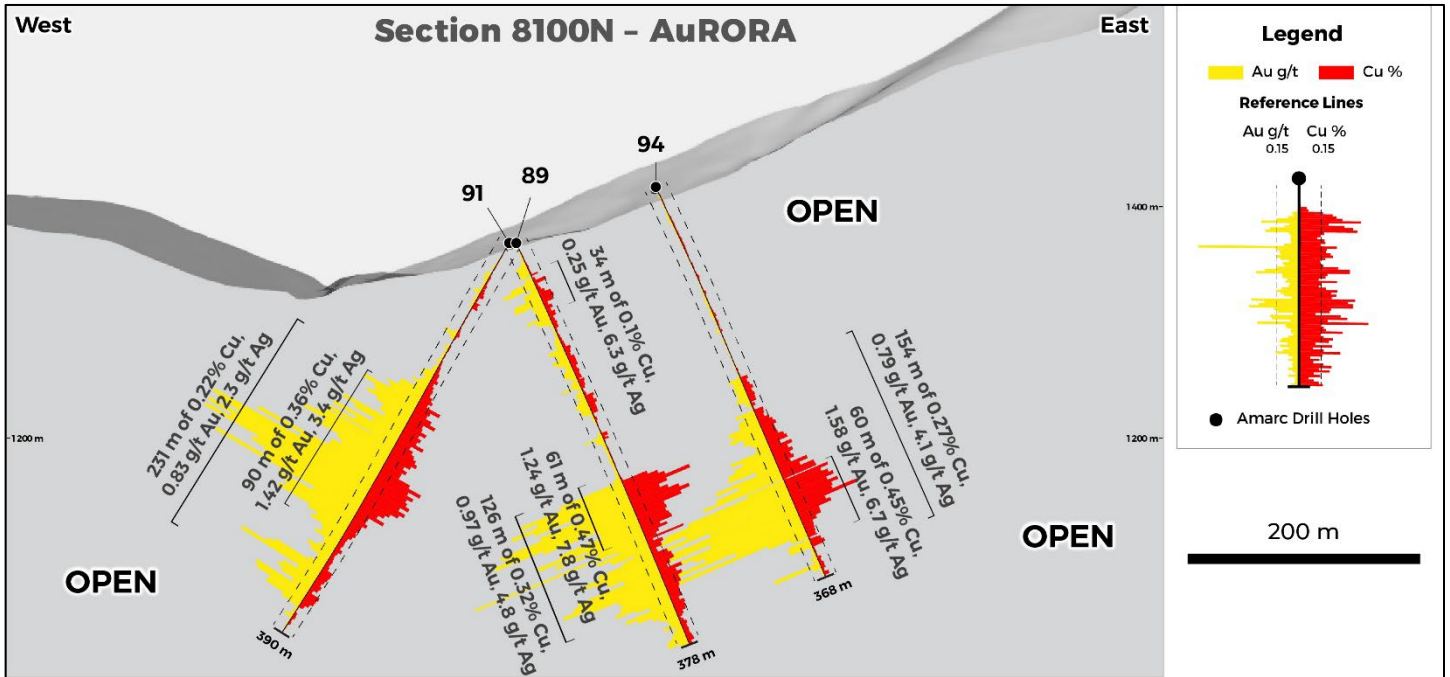 West
Section 8100N – AuRORA
East
91
89
94
OPEN
1400 m
1200 m
1200 m
231 m of 0.22% Cu,
0.83 g/t Au, 2.3 g/t Ag
90 m of 0.36% Cu,
1.42 g/t Au, 3.4 g/t Ag
34 m of 0.1% Cu,
0.25 g/t Au, 6.3 g/t Ag
61 m of 0.47% Cu,
1.24 g/t Au, 7.8 g/t Ag
126 m of 0.32% Cu,
0.97 g/t Au, 4.8 g/t Ag
154 m of 0.27% Cu,
0.79 g/t Au, 4.1 g/t Ag
60 m of 0.45% Cu,
1.58 g/t Au, 6.7 g/t Ag
OPEN
OPEN
390 m
378 m
368 m
Legend
Au g/t Cu %
Reference Lines
Au g/t Cu %
0.15 0.15
Amarc Drill Holes
200 m